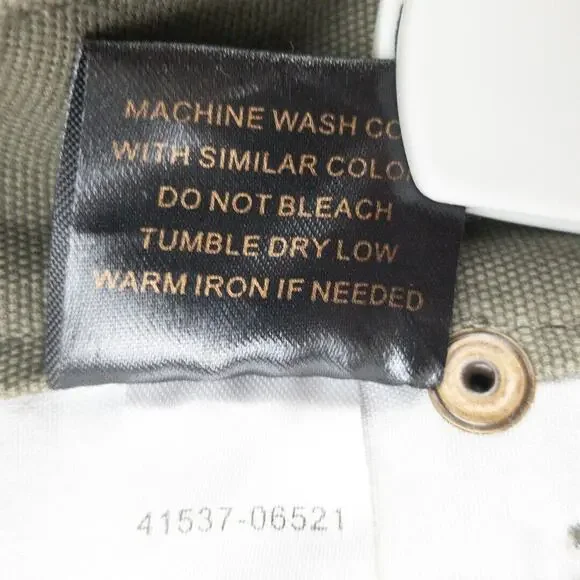 MACHINE WASH
WITH SIMILAR
DO NOT BLEACH
TUMBLE DRY LOW
WARM IRON IF NEEDED
41537-06521